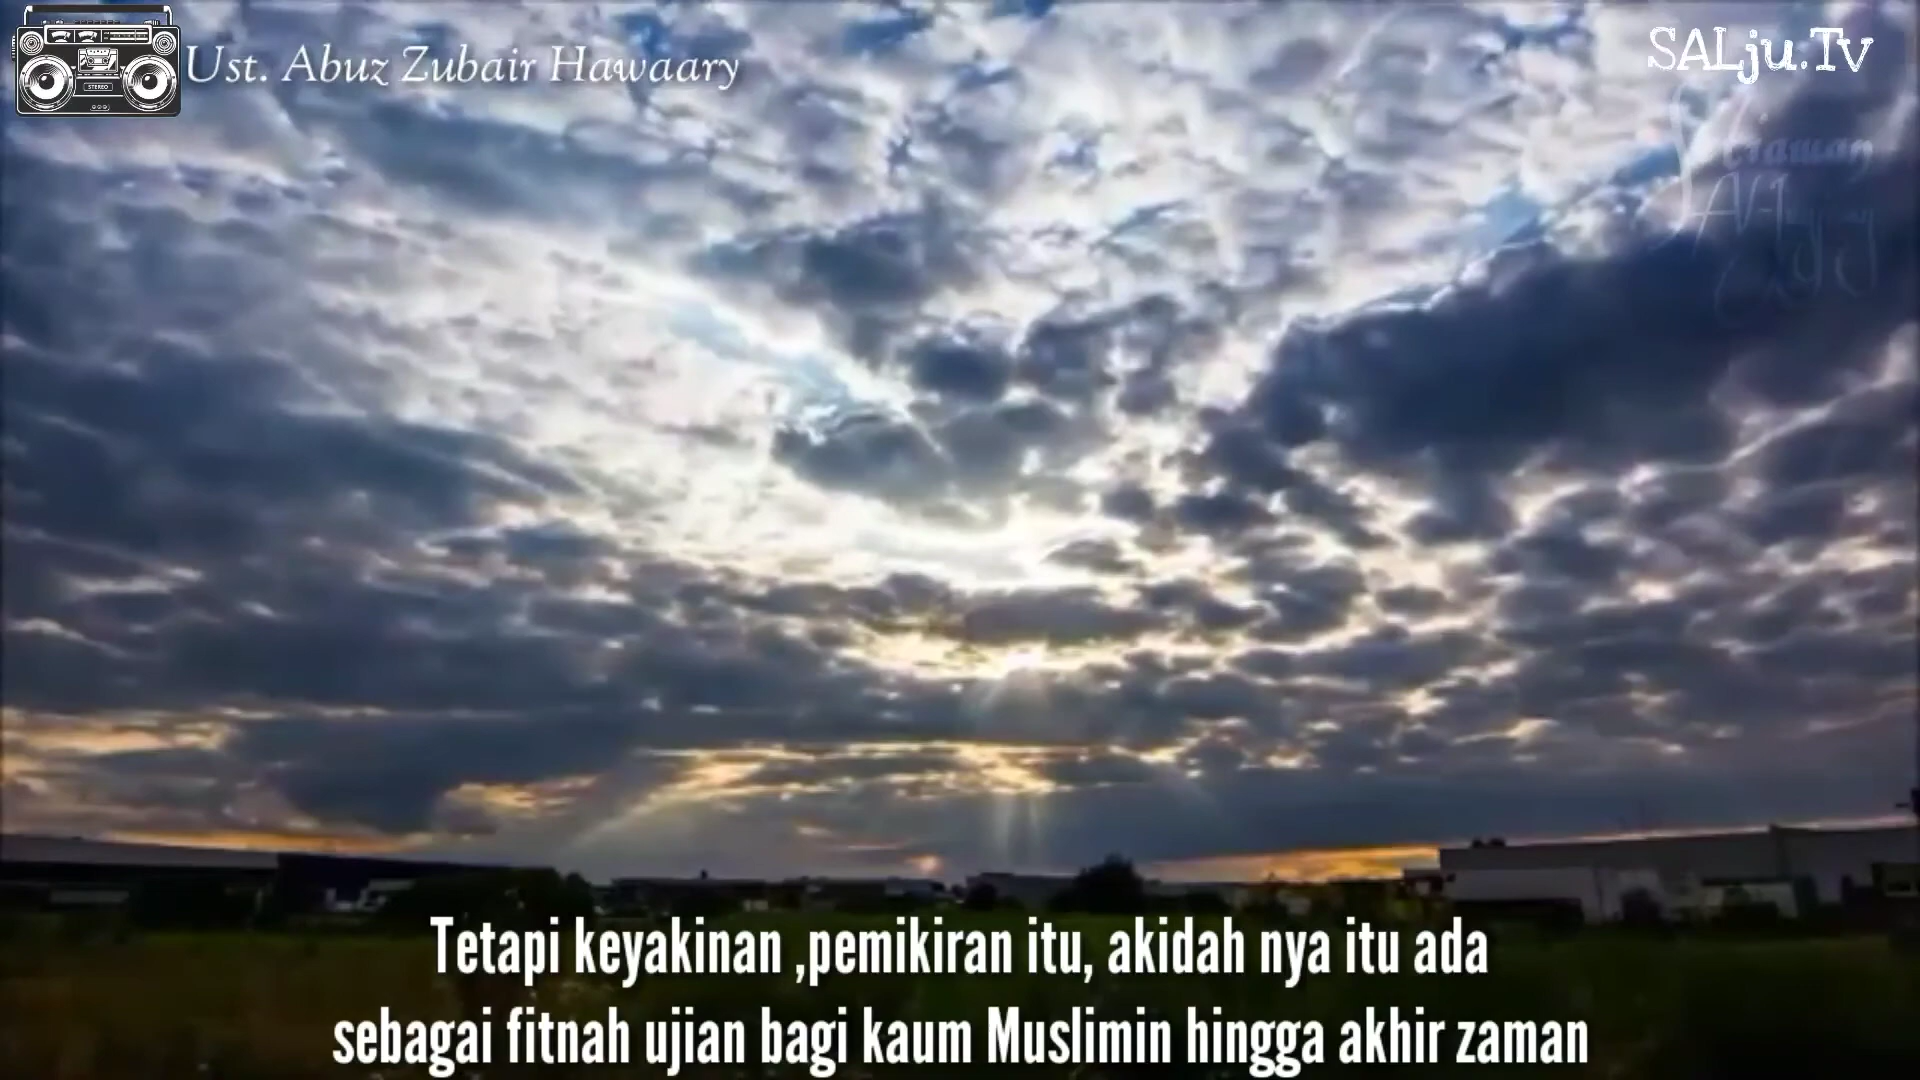 Ust. Abuz Zubair Hawaary
SALju.Tv
STEREO
Tetapi keyakinan ,pemikiran itu, akidah nya itu ada
sebagai fitnah ujian bagi kaum Muslimin hingga akhir zaman